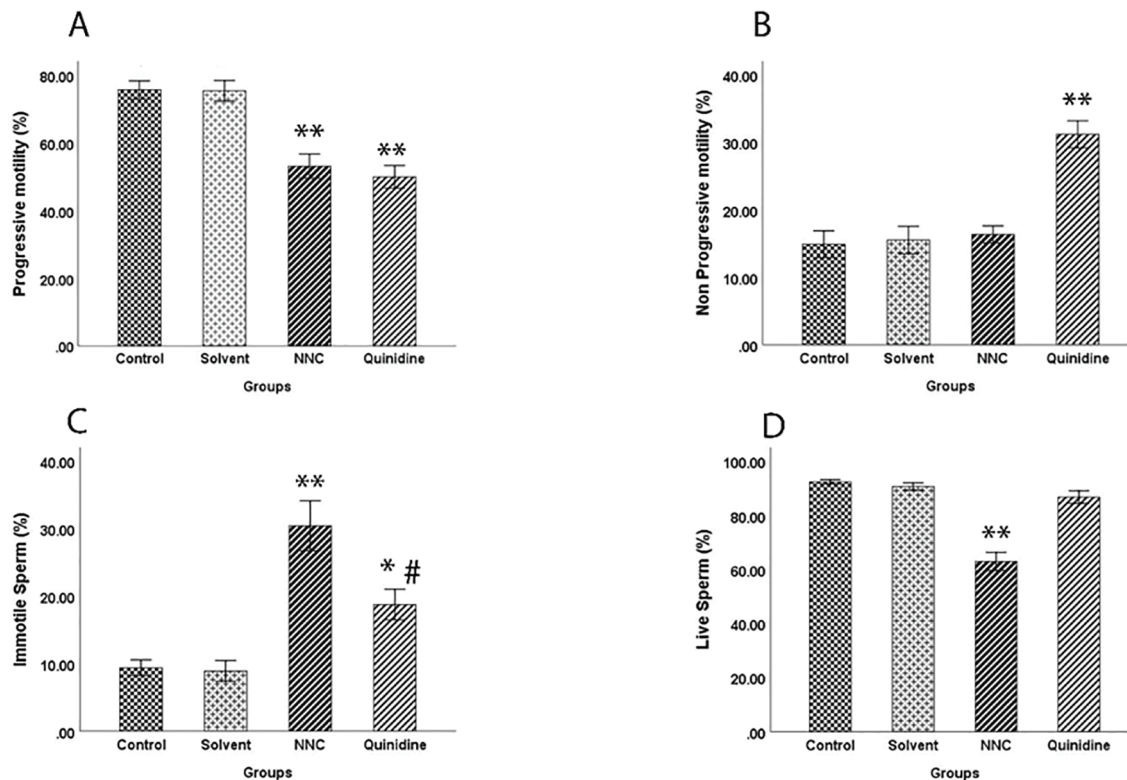 A
Progressive motility (%)
80.00
60.00
40.00
20.00
.00
**
**
Control Solvent NNC Quinidine
Groups
B
Non Progressive motility (%)
40.00
30.00
20.00
10.00
.00
**
Control Solvent NNC Quinidine
Groups
C
Immotile Sperm (%)
40.00
30.00
20.00
10.00
.00
**
* #
Control Solvent NNC Quinidine
Groups
D
Live Sperm (%)
100.00
80.00
60.00
40.00
20.00
.00
**
Control Solvent NNC Quinidine
Groups